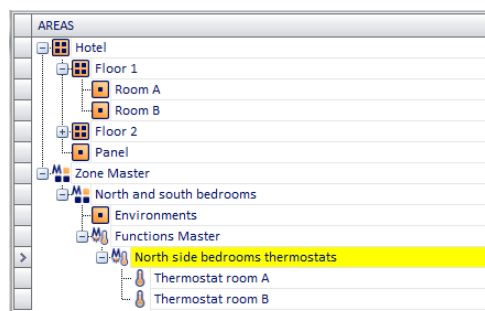 AREAS
Hotel
Floor 1
Room A
Room B
Floor 2
Panel
Zone Master
North and south bedrooms
Environments
Functions Master
North side bedrooms thermostats
Thermostat room A
Thermostat room B